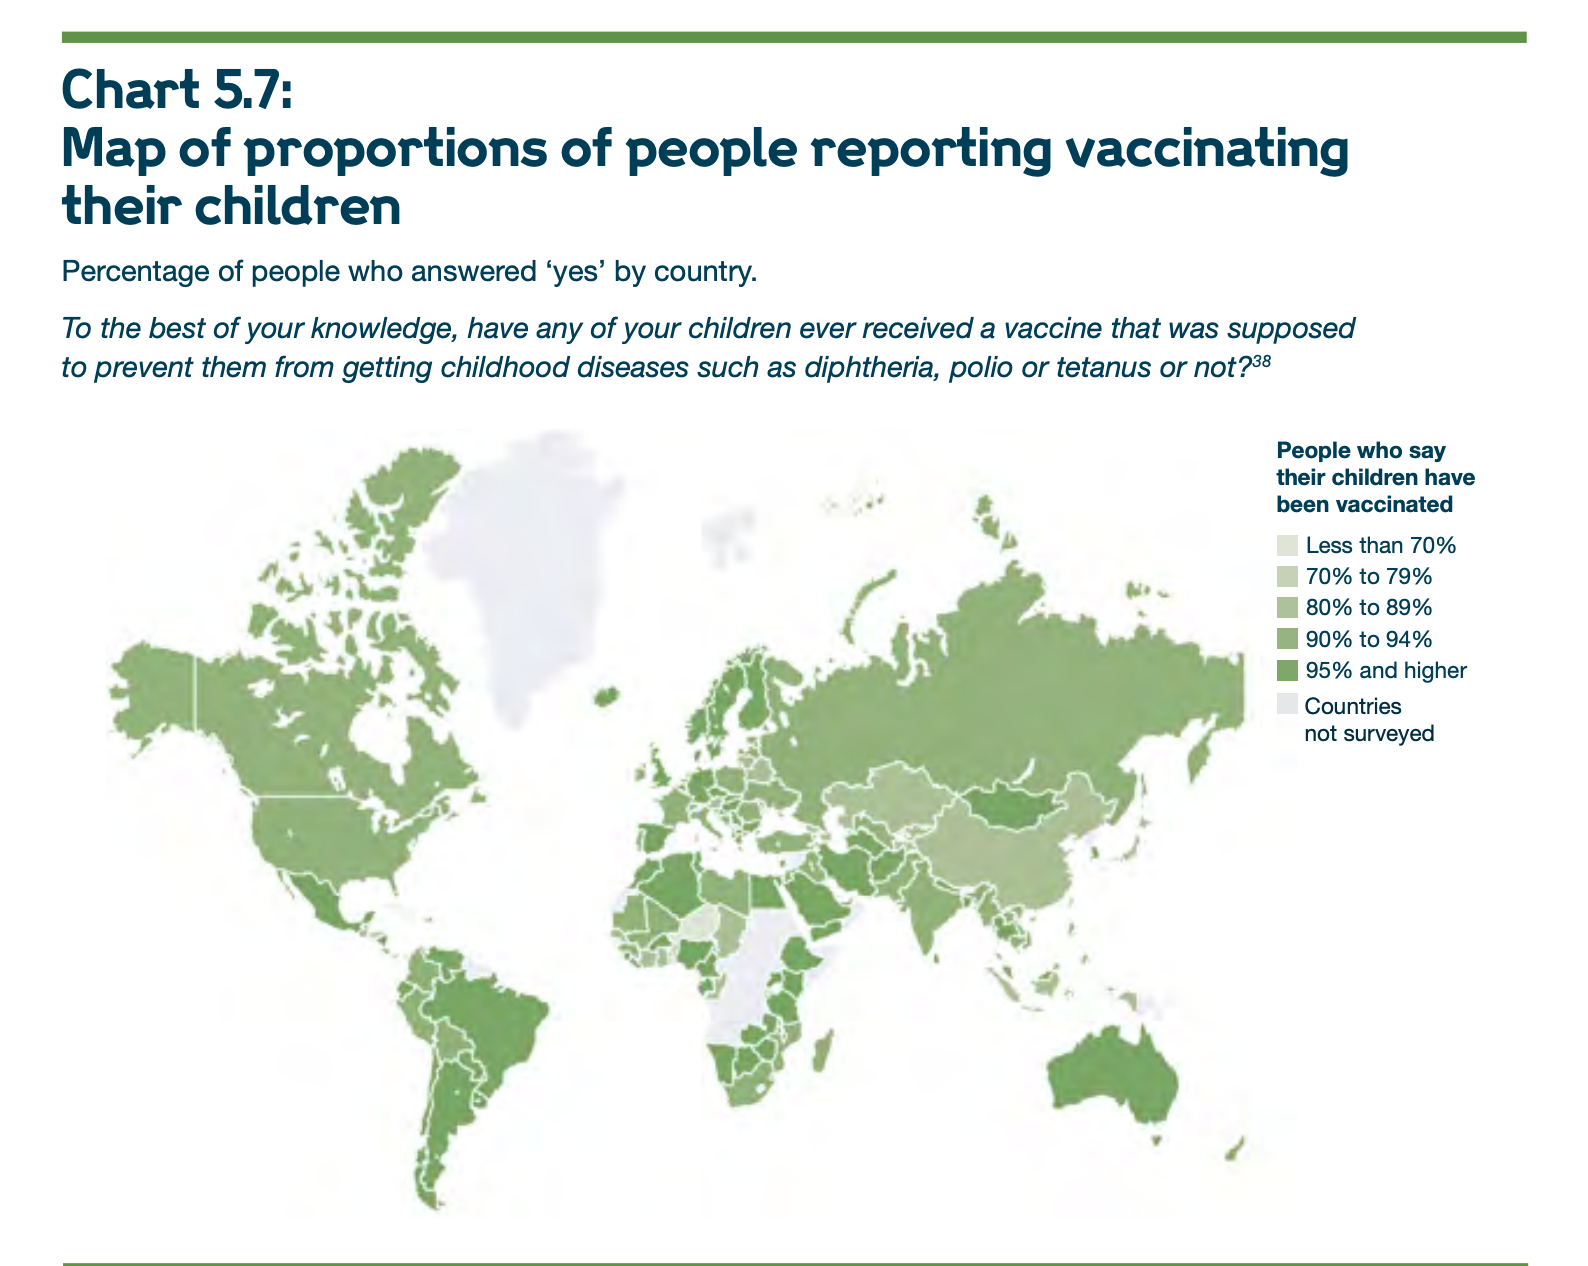 Chart 5.7:
Map of proportions of people reporting vaccinating
their children
Percentage of people who answered ‘yes’ by country.
To the best of your knowledge, have any of your children ever received a vaccine that was supposed
to prevent them from getting childhood diseases such as diphtheria, polio or tetanus or not?³⁸
People who say
their children have
been vaccinated
Less than 70%
70% to 79%
80% to 89%
90% to 94%
95% and higher
Countries
not surveyed